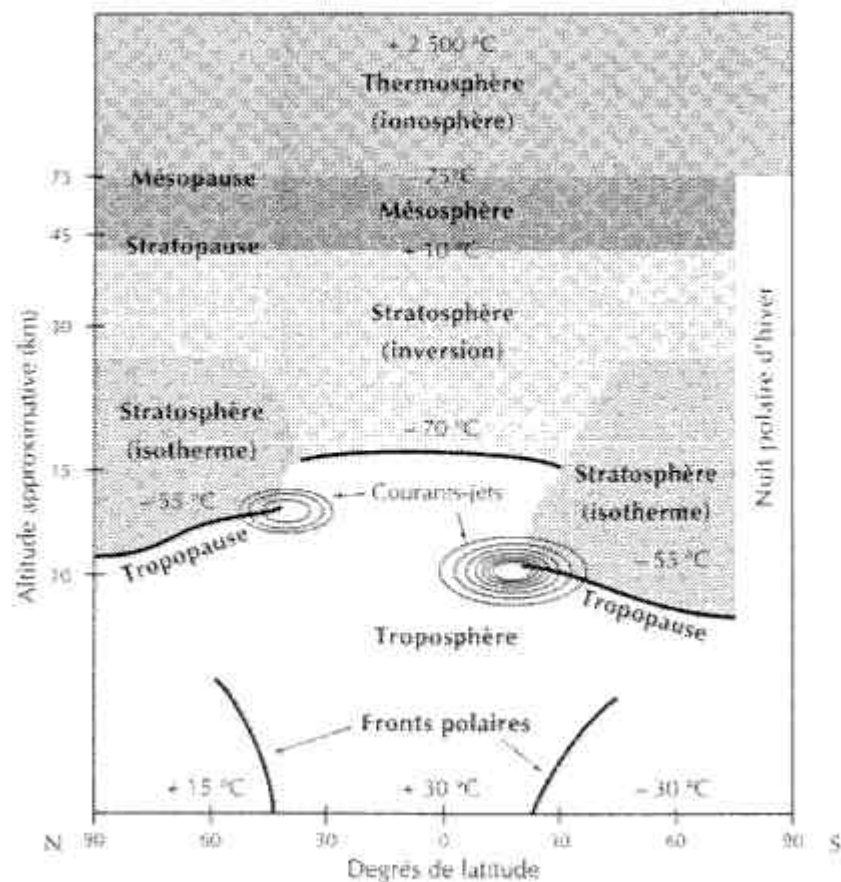 + 2 500 °C
Thermosphère
(ionosphère)
75
Mésopause
- 75°C
Mésosphère
45
Stratopause
+ 10 °C
Altitude approximative (km)
30
Stratosphère
(inversion)
Nuit polaire d'hiver
Stratosphère
(isotherme)
- 70 °C
15
Stratosphère
(isotherme)
- 55 °C
Courants-jets
Tropopause
- 55 °C
Tropopause
Troposphère
Fronts polaires
+ 15 °C
+ 30 °C
- 30 °C
N
90
60
30
0
60
90
S
Degrés de latitude